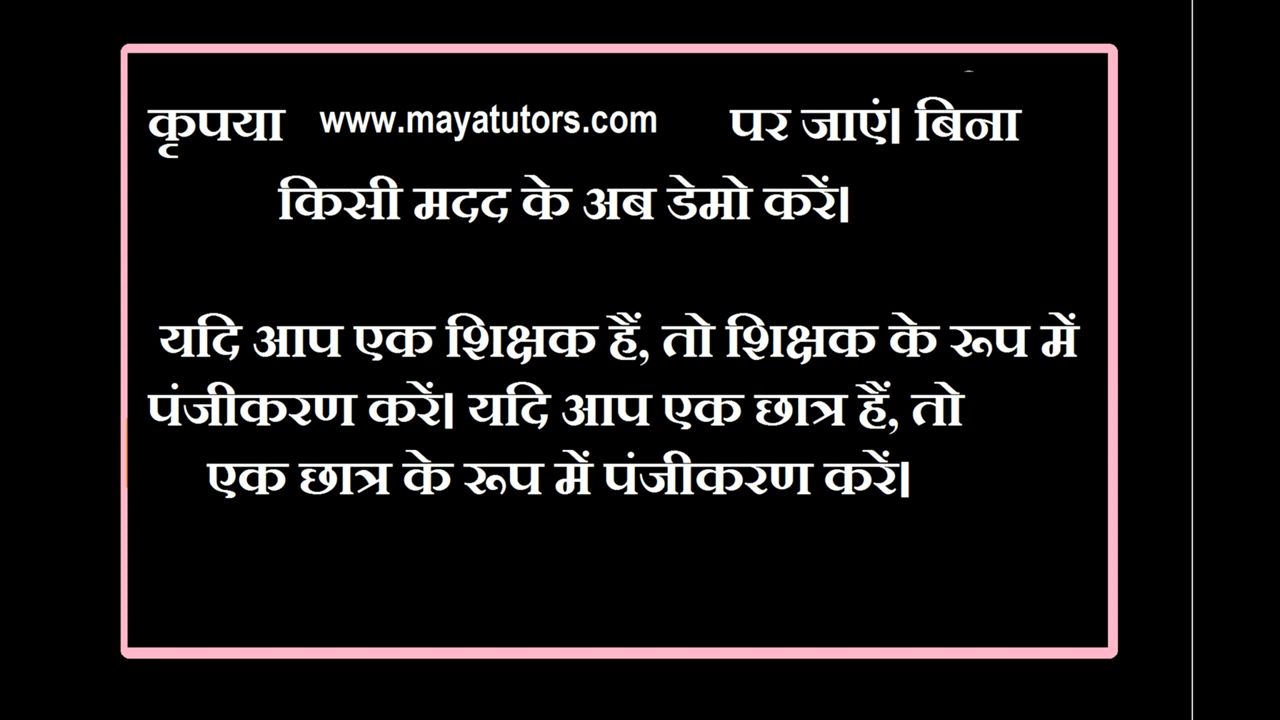 कृपया www.mayatutors.com पर जाएं। बिना
किसी मदद के अब डेमो करें।
यदि आप एक शिक्षक हैं, तो शिक्षक के रूप में
पंजीकरण करें। यदि आप एक छात्र हैं, तो
एक छात्र के रूप में पंजीकरण करें।